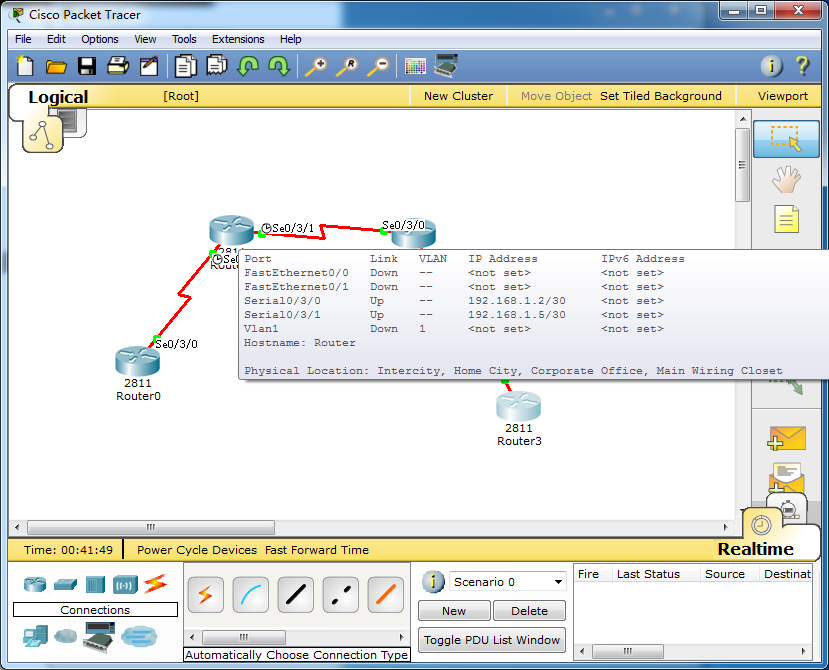 Cisco Packet Tracer
File Edit Options View Tools Extensions Help
Logical [Root] New Cluster Move Object Set Tiled Background Viewport
Se0/3/1 Se0/3/0
Port Link VLAN IP Address IPv6 Address
FastEthernet0/0 Down -- <not set> <not set>
FastEthernet0/1 Down -- <not set> <not set>
Serial0/3/0 Up -- 192.168.1.2/30 <not set>
Serial0/3/1 Up -- 192.168.1.5/30 <not set>
Vlan1 Down 1 <not set> <not set>
Hostname: Router
Physical Location: Intercity, Home City, Corporate Office, Main Wiring Closet
Se0/3/0
2811
Router0
2811
Router3
Time: 00:41:49 Power Cycle Devices Fast Forward Time Realtime
Connections
Automatically Choose Connection Type
Scenario 0
New Delete
Toggle PDU List Window
Fire Last Status Source Destinat